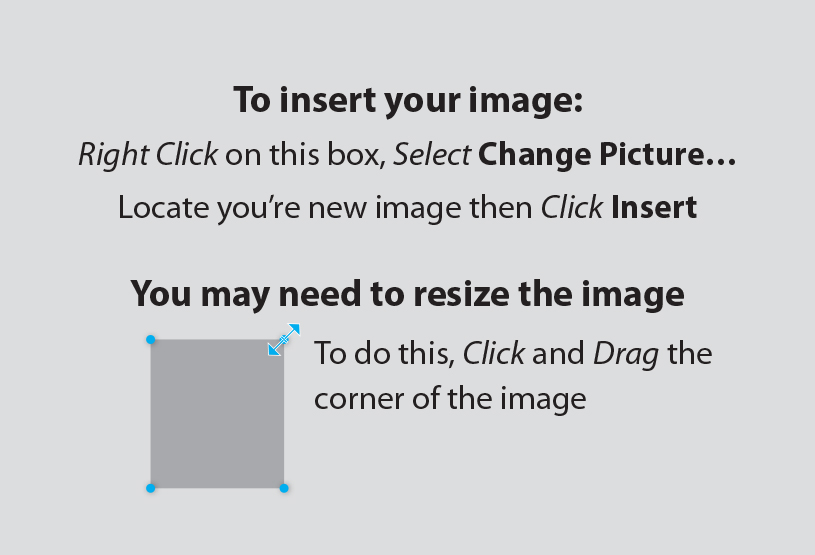 To insert your image:
Right Click on this box, Select Change Picture...
Locate you’re new image then Click Insert
You may need to resize the image
To do this, Click and Drag the
corner of the image